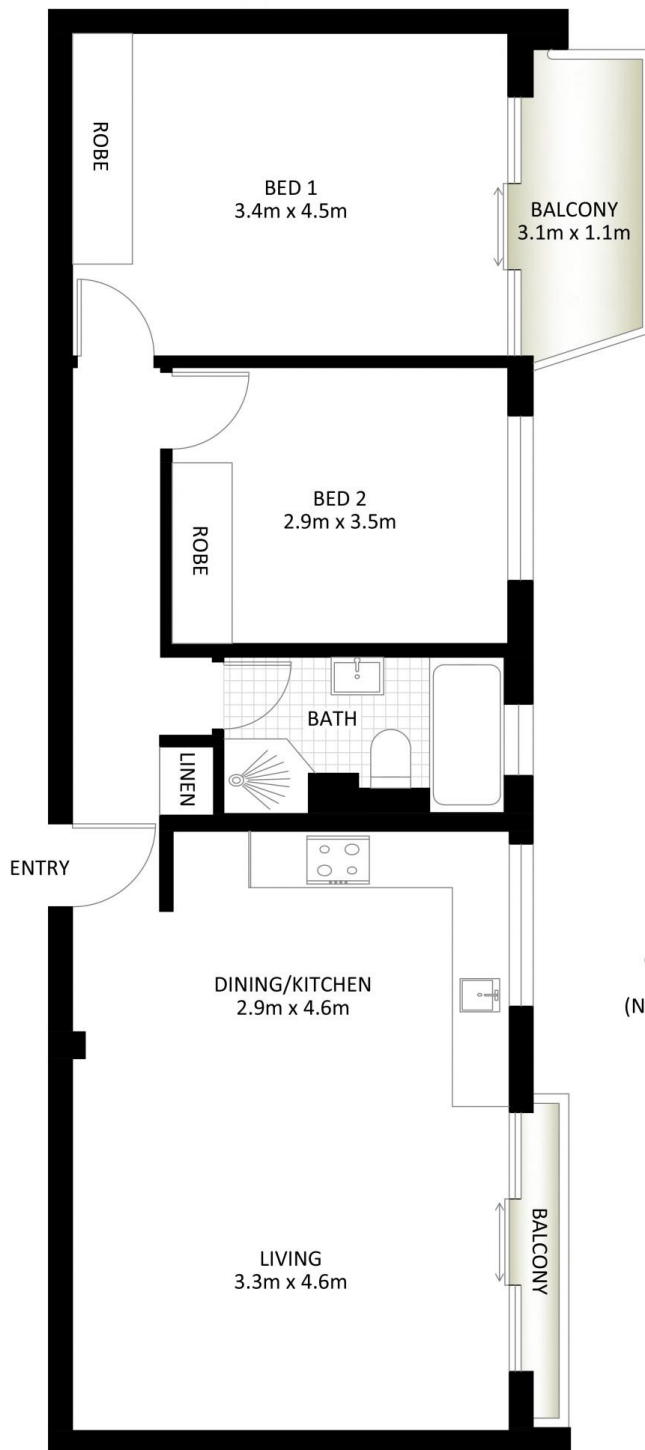 ROBE
BED 1
3.4m x 4.5m
BALCONY
3.1m x 1.1m
BED 2
2.9m x 3.5m
ROBE
BATH
LINEN
ENTRY
DINING/KITCHEN
2.9m x 4.6m
(N
LIVING
3.3m x 4.6m
BALCONY